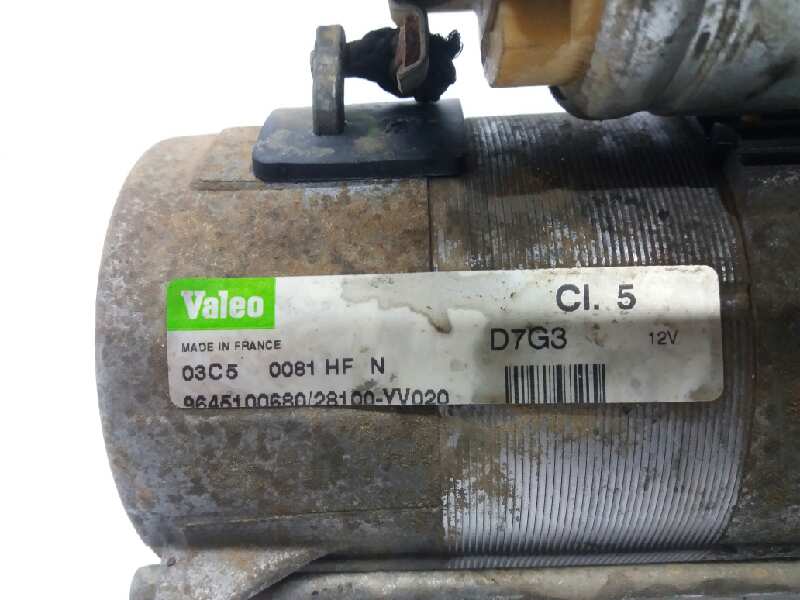 Valeo
Cl. 5
MADE IN FRANCE
D7G3
12V
03C5 0081 HF N
9645100680/28100-YV020